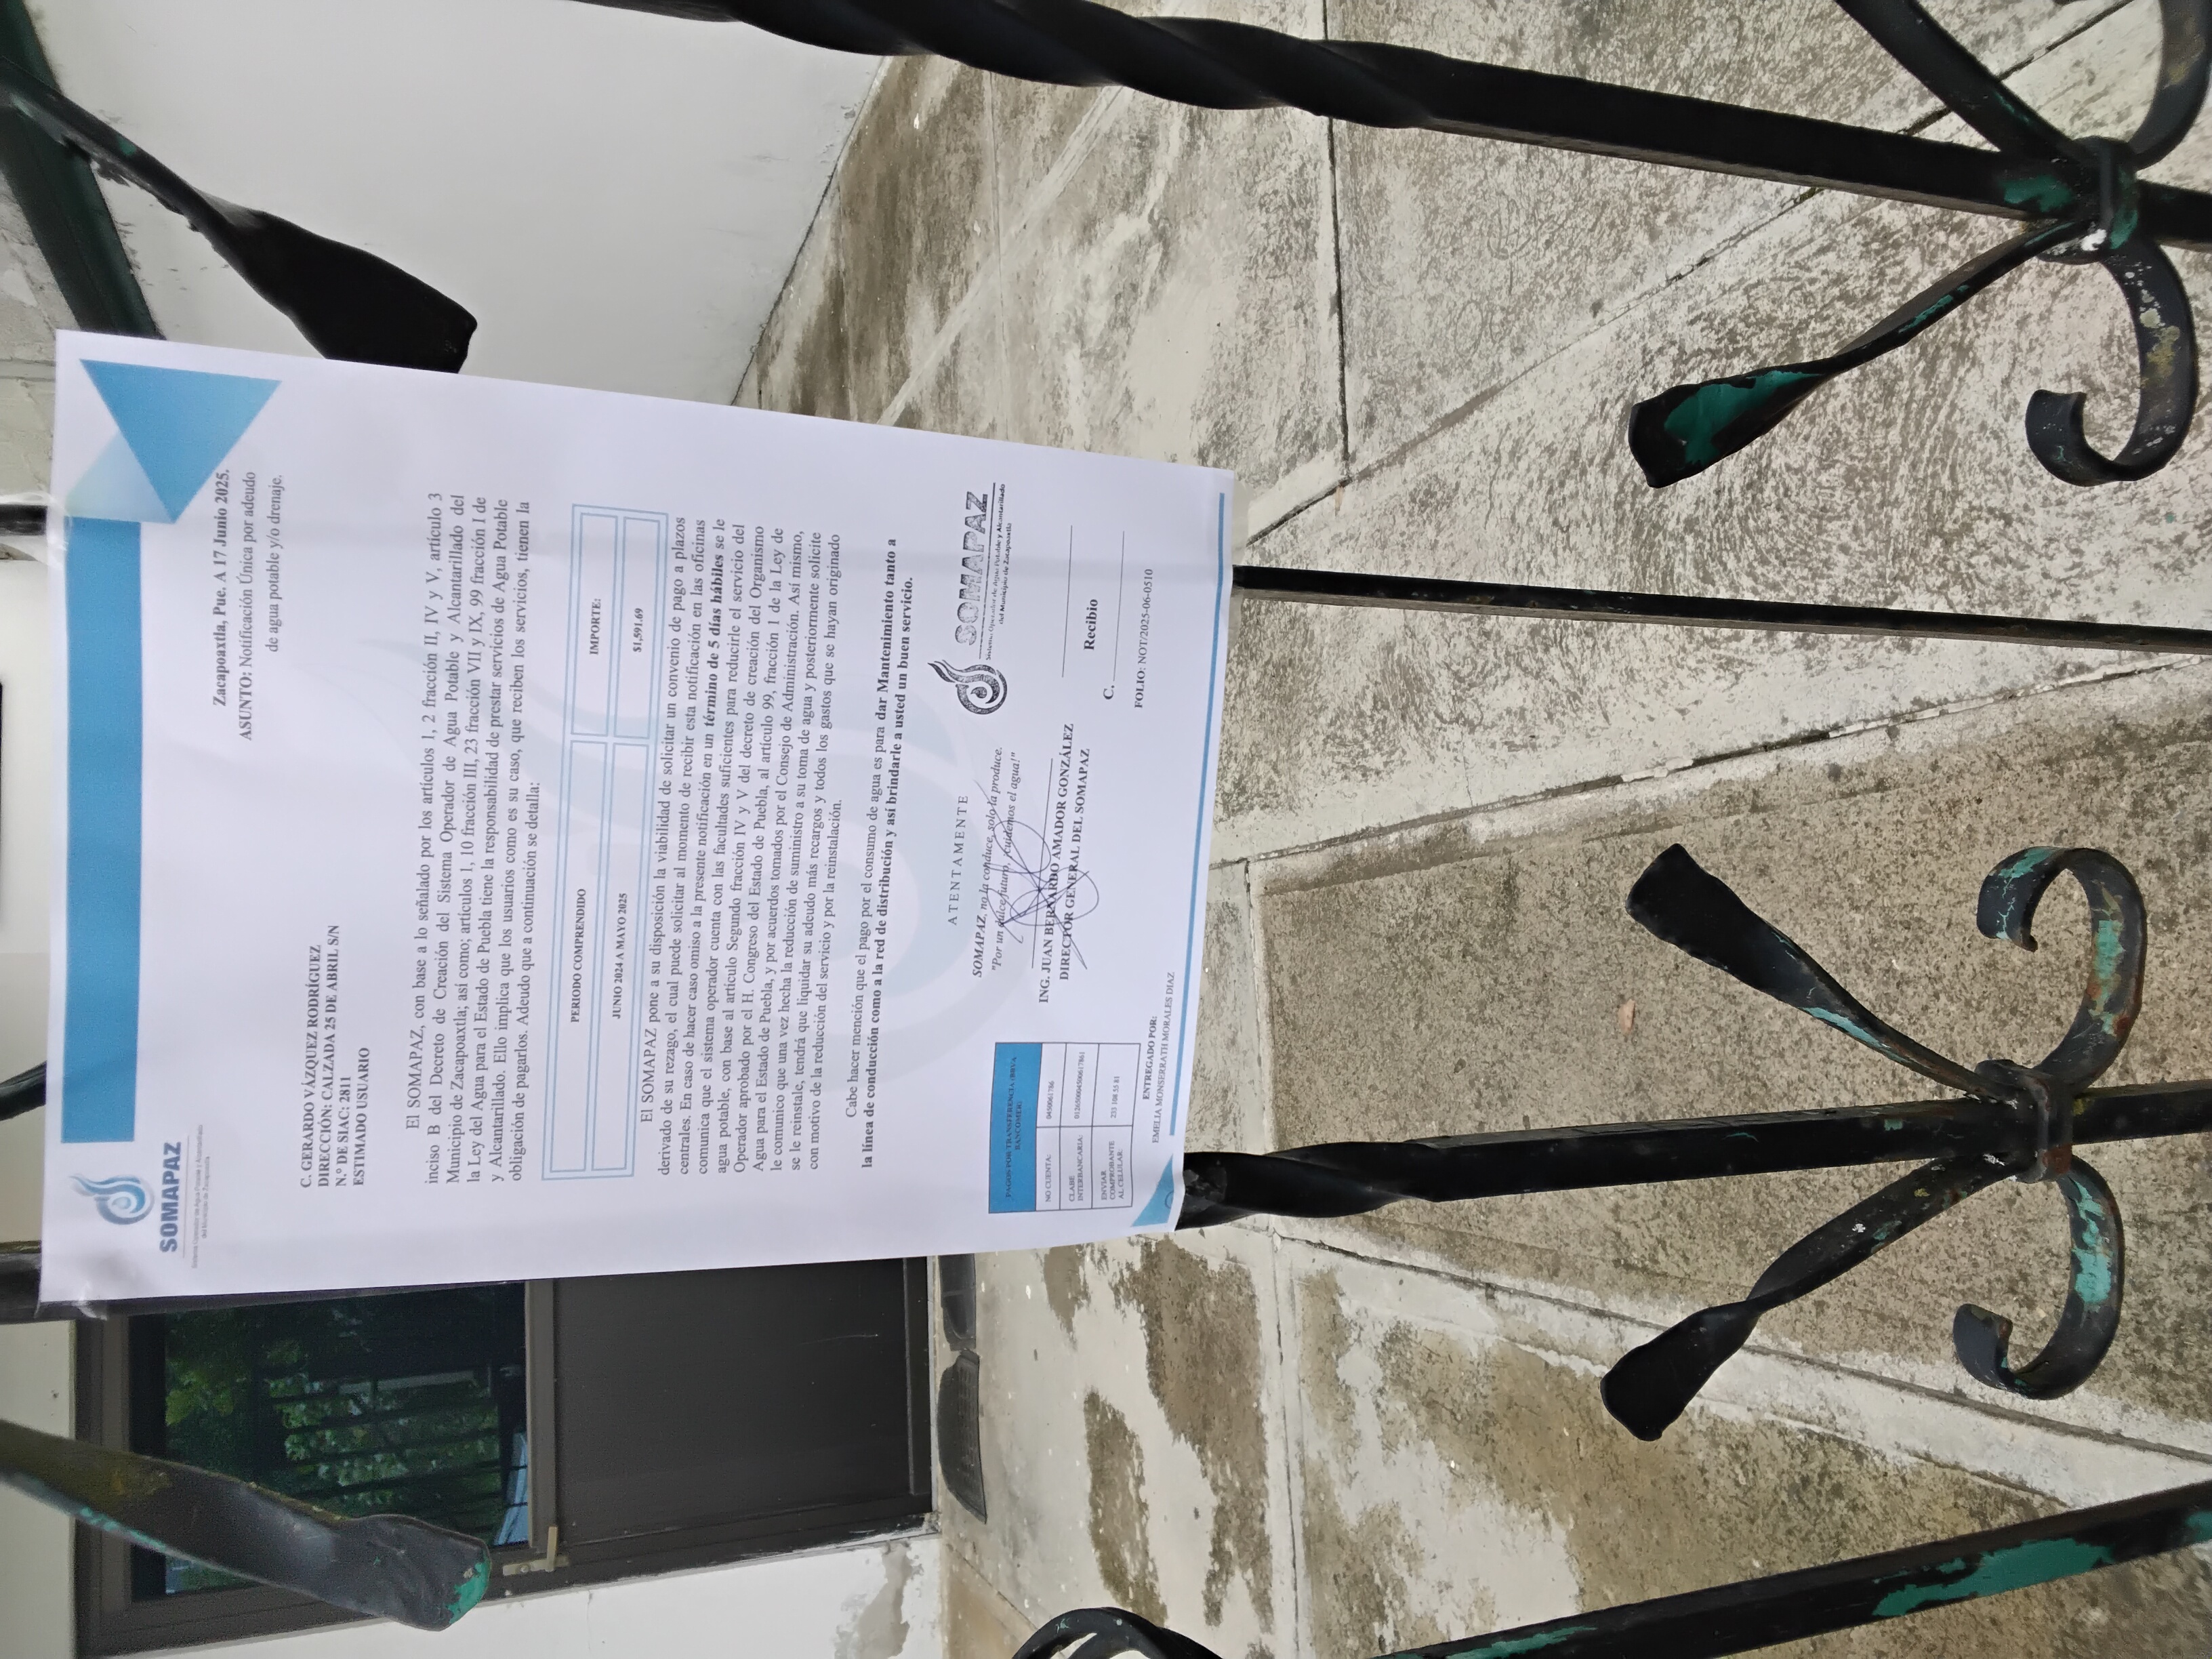 SOMAPAZ
Sistema Operador de Agua Potable y Alcantarillado
del Municipio de Zacapoaxtla
Zacapoaxtla, Pue. A 17 Junio 2025.
ASUNTO: Notificación Única por adeudo
de agua potable y/o drenaje.
C. GERARDO VÁZQUEZ RODRÍGUEZ
DIRECCIÓN: CALZADA 25 DE ABRIL S/N
N.º DE SIAC: 2811
ESTIMADO USUARIO
El SOMAPAZ, con base a lo señalado por los artículos 1, 2 fracción II, IV y V, artículo 3
inciso B del Decreto de Creación del Sistema Operador de Agua Potable y Alcantarillado del
Municipio de Zacapoaxtla; así como; artículos 1, 10 fracción III, 23 fracción VII y IX, 99 fracción I de
la Ley del Agua para el Estado de Puebla tiene la responsabilidad de prestar servicios de Agua Potable
y Alcantarillado. Ello implica que los usuarios como es su caso, que reciben los servicios, tienen la
obligación de pagarlos. Adeudo que a continuación se detalla:
PERIODO COMPRENDIDO IMPORTE:
JUNIO 2024 A MAYO 2025 $1,591.69
El SOMAPAZ pone a su disposición la viabilidad de solicitar un convenio de pago a plazos
derivado de su rezago, el cual puede solicitar al momento de recibir esta notificación en las oficinas
centrales. En caso de hacer caso omiso a la presente notificación en un término de 5 días hábiles se le
comunica que el sistema operador cuenta con las facultades suficientes para reducirle el servicio del
agua potable, con base al artículo Segundo fracción IV y V del decreto de creación del Organismo
Operador aprobado por el H. Congreso del Estado de Puebla, al artículo 99, fracción 1 de la Ley de
Agua para el Estado de Puebla, y por acuerdos tomados por el Consejo de Administración. Así mismo,
le comunico que una vez hecha la reducción de suministro a su toma de agua y posteriormente solicite
se le reinstale, tendrá que liquidar su adeudo más recargos y todos los gastos que se hayan originado
con motivo de la reducción del servicio y por la reinstalación.
Cabe hacer mención que el pago por el consumo de agua es para dar Mantenimiento tanto a
la línea de conducción como a la red de distribución y así brindarle a usted un buen servicio.
ATENTAMENTE
SOMAPAZ, no la conduce, solo la produce.
"Por un dulce futuro, ¡cuidemos el agua!"
ING. JUAN BERNARDO AMADOR GONZÁLEZ
DIRECTOR GENERAL DEL SOMAPAZ
SOMAPAZ
Sistema Operador de Agua Potable y Alcantarillado
del Municipio de Zacapoaxtla
Recibio
C.
FOLIO: NOT/2025-06-0510
PAGOS POR TRANSFERENCIA (BBVA
BANCOMER)
NO CUENTA: 0450061786
CLABE
INTERBANCARIA: 012650004500617861
ENVIAR
COMPROBANTE
AL CELULAR: 233 108 55 81
ENTREGADO POR:
EMELIA MONSERRATH MORALES DIAZ